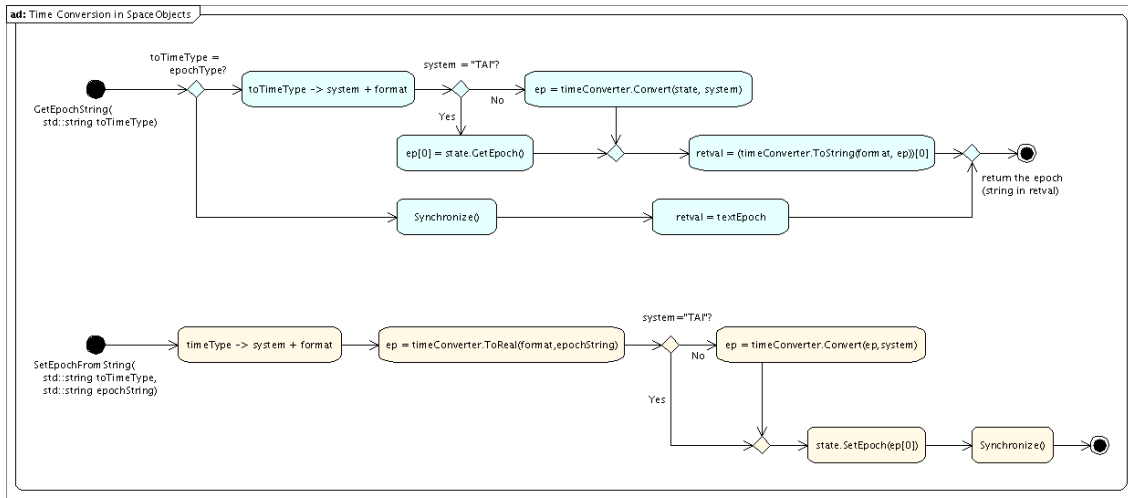 ad: Time Conversion in SpaceObjects
toTimeType =
epochType?
GetEpochString(
std::string toTimeType)
toTimeType -> system + format
system = "TAI"?
No
Yes
ep = timeConverter.Convert(state, system)
ep[0] = state.GetEpoch()
retval = (timeConverter.ToString(format, ep))[0]
return the epoch
(string in retval)
Synchronize()
retval = textEpoch
SetEpochFromString(
std::string toTimeType,
std::string epochString)
timeType -> system + format
ep = timeConverter.ToReal(format,epochString)
system="TAI"?
No
Yes
ep = timeConverter.Convert(ep,system)
state.SetEpoch(ep[0])
Synchronize()